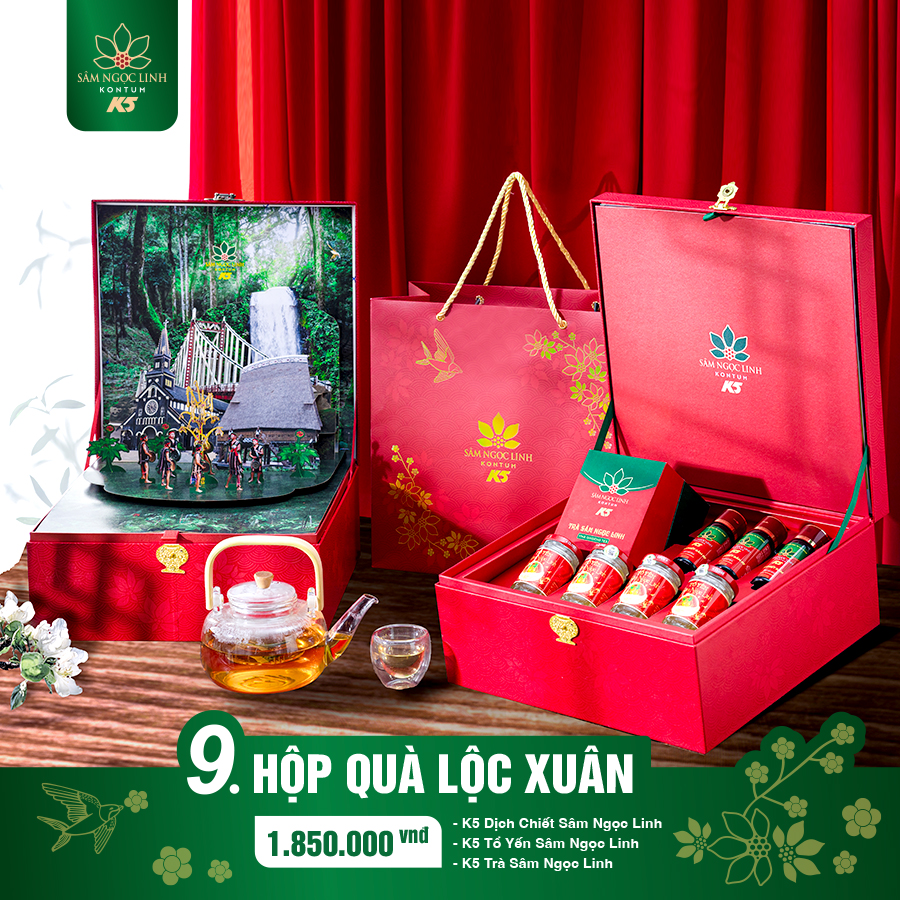 SÂM NGỌC LINH
KONTUM
K5
SÂM NGỌC LINH
KONTUM
K5
SÂM NGỌC LINH
KONTUM
K5
SÂM NGỌC LINH
KONTUM
K5
SÂM NGỌC LINH
KONTUM
K5
TRÀ SÂM NGỌC LINH
9. HỘP QUÀ LỘC XUÂN
1.850.000 vnđ
- K5 Dịch Chiết Sâm Ngọc Linh
- K5 Tổ Yến Sâm Ngọc Linh
- K5 Trà Sâm Ngọc Linh